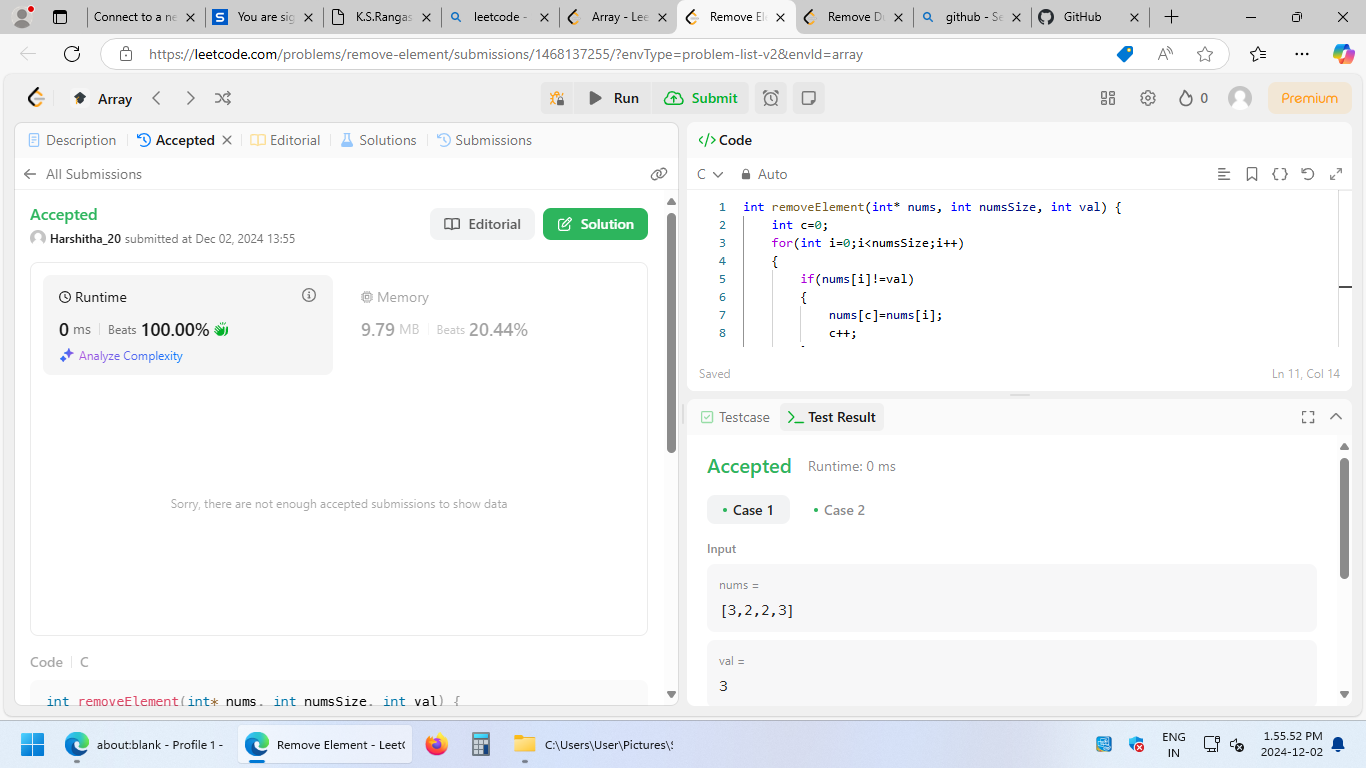 Connect to a ne
You are sig
K.S.Rangas
leetcode -
Array - Lee
Remove El
Remove Du
github - Se
GitHub
https://leetcode.com/problems/remove-element/submissions/1468137255/?envType=problem-list-v2&envId=array
Array
Run
Submit
0
Premium
Description
Accepted
Editorial
Solutions
Submissions
All Submissions
Accepted
Harshitha_20 submitted at Dec 02, 2024 13:55
Editorial
Solution
Runtime
0 ms
Beats 100.00%
Analyze Complexity
Memory
9.79 MB
Beats 20.44%
Sorry, there are not enough accepted submissions to show data
Code
C
int removeElement(int* nums, int numsSize, int val) {
</> Code
C
Auto
1 int removeElement(int* nums, int numsSize, int val) {
2 int c=0;
3 for(int i=0;i<numsSize;i++)
4 {
5 if(nums[i]!=val)
6 {
7 nums[c]=nums[i];
8 c++;
Saved
Ln 11, Col 14
Testcase
Test Result
Accepted
Runtime: 0 ms
Case 1
Case 2
Input
nums =
[3,2,2,3]
val =
3
about:blank - Profile 1 -
Remove Element - LeetC
C:\Users\User\Pictures\S
ENG
IN
1.55.52 PM
2024-12-02